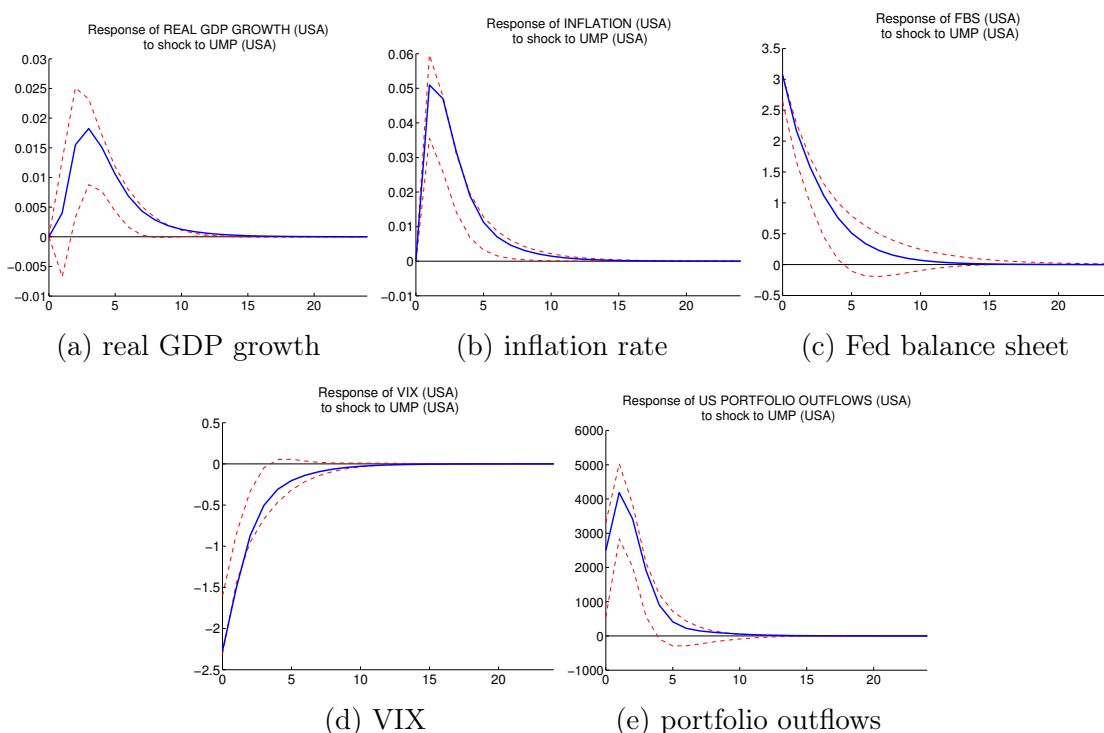 Response of REAL GDP GROWTH (USA)
to shock to UMP (USA)
0.03
0.025
0.02
0.015
0.01
0.005
0
−0.005
−0.01
0 5 10 15 20
(a) real GDP growth
Response of INFLATION (USA)
to shock to UMP (USA)
0.06
0.05
0.04
0.03
0.02
0.01
0
−0.01
0 5 10 15 20
(b) inflation rate
Response of FBS (USA)
to shock to UMP (USA)
3.5
3
2.5
2
1.5
1
0.5
0
−0.5
0 5 10 15 20
(c) Fed balance sheet
Response of VIX (USA)
to shock to UMP (USA)
0.5
0
−0.5
−1
−1.5
−2
−2.5
0 5 10 15 20
(d) VIX
Response of US PORTFOLIO OUTFLOWS (USA)
to shock to UMP (USA)
6000
5000
4000
3000
2000
1000
0
−1000
0 5 10 15 20
(e) portfolio outflows